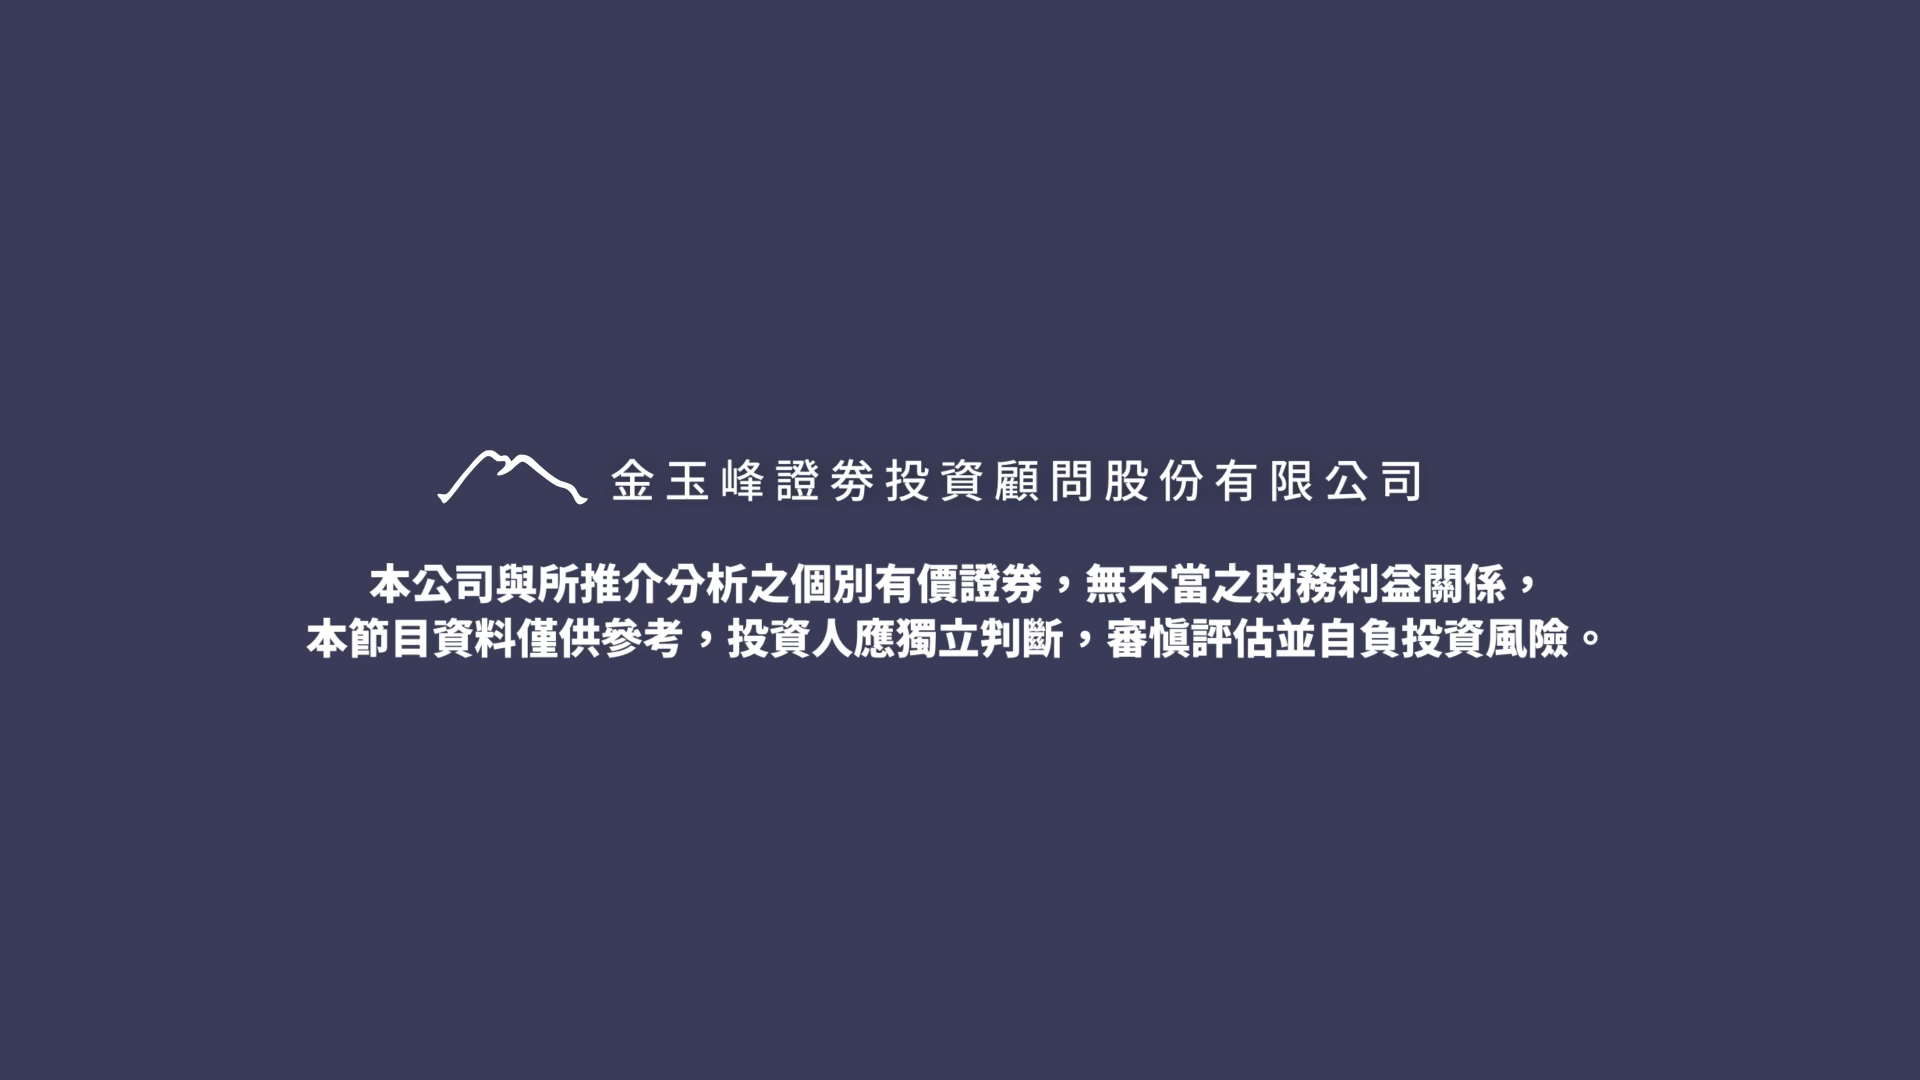 金玉峰證劵投資顧問股份有限公司
本公司與所推介分析之個別有價證券，無不當之財務利益關係，
本節目資料僅供參考，投資人應獨立判斷，審慎評估並自負投資風險。